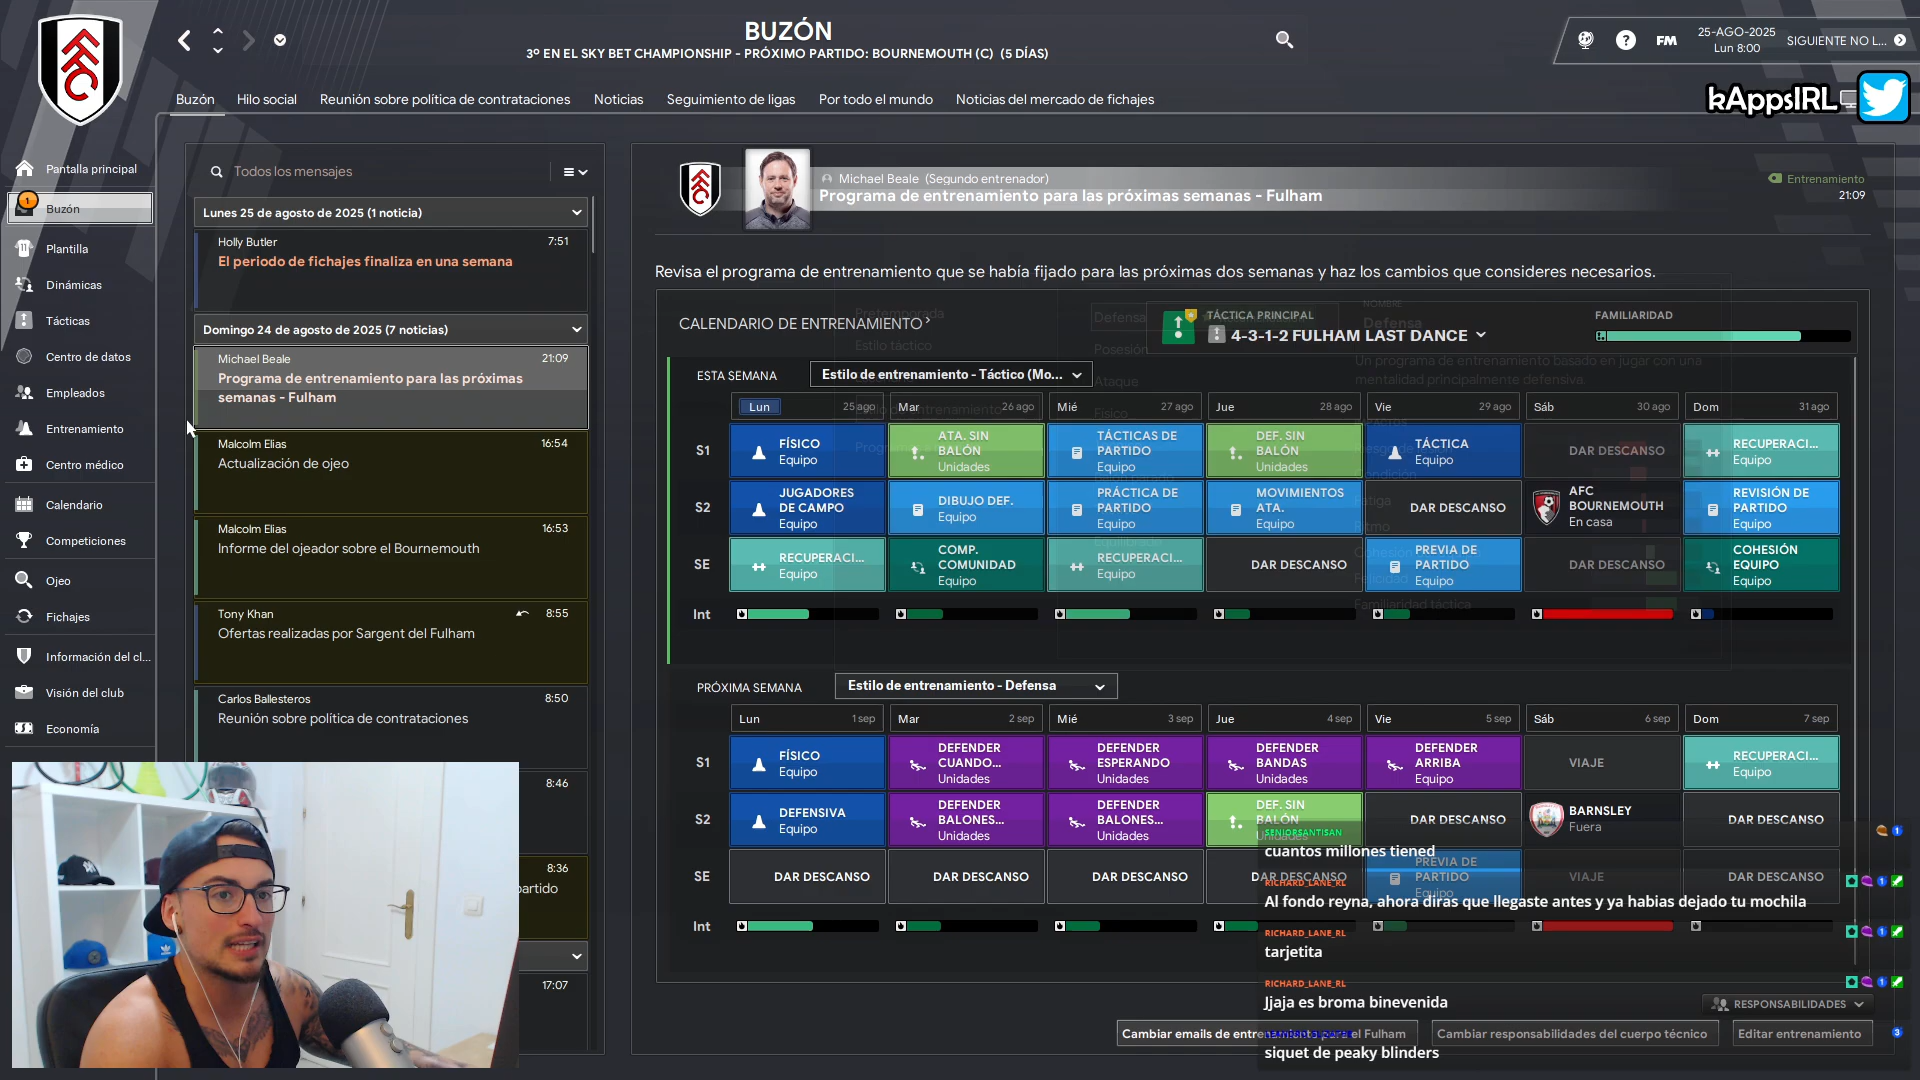 BUZÓN
3º EN EL SKY BET CHAMPIONSHIP - PRÓXIMO PARTIDO: BOURNEMOUTH (C) (5 DÍAS)
FM
25-AGO-2025
Lun 8:00
SIGUIENTE NO L...
Buzón
Hilo social
Reunión sobre política de contrataciones
Noticias
Seguimiento de ligas
Por todo el mundo
Noticias del mercado de fichajes
kAppsIRL
Pantalla principal
1
Buzón
Plantilla
Dinámicas
Tácticas
Centro de datos
Empleados
Entrenamiento
Centro médico
Calendario
Competiciones
Ojeo
Fichajes
Información del cl...
Visión del club
Economía
Todos los mensajes
Lunes 25 de agosto de 2025 (1 noticia)
Holly Butler 7:51
El periodo de fichajes finaliza en una semana
Domingo 24 de agosto de 2025 (7 noticias)
Michael Beale 21:09
Programa de entrenamiento para las próximas
semanas - Fulham
Malcolm Elias 16:54
Actualización de ojeo
Malcolm Elias 16:53
Informe del ojeador sobre el Bournemouth
Tony Khan 8:55
Ofertas realizadas por Sargent del Fulham
Carlos Ballesteros 8:50
Reunión sobre política de contrataciones
8:46
8:36
partido
17:07
Michael Beale (Segundo entrenador)
Programa de entrenamiento para las próximas semanas - Fulham
Entrenamiento
21:09
Revisa el programa de entrenamiento que se había fijado para las próximas dos semanas y haz los cambios que consideres necesarios.
CALENDARIO DE ENTRENAMIENTO
TÁCTICA PRINCIPAL
4-3-1-2 FULHAM LAST DANCE
FAMILIARIDAD
ESTA SEMANA
Estilo de entrenamiento - Táctico (Mo...
Lun 25 ago
Mar 26 ago
Mié 27 ago
Jue 28 ago
Vie 29 ago
Sáb 30 ago
Dom 31 ago
S1
FÍSICO
Equipo
ATA. SIN
BALÓN
Unidades
TÁCTICAS DE
PARTIDO
Equipo
DEF. SIN
BALÓN
Unidades
TÁCTICA
Equipo
DAR DESCANSO
RECUPERACI...
Equipo
S2
JUGADORES
DE CAMPO
Equipo
DIBUJO DEF.
Equipo
PRÁCTICA DE
PARTIDO
Equipo
MOVIMIENTOS
ATA.
Equipo
DAR DESCANSO
AFC
BOURNEMOUTH
En casa
REVISIÓN DE
PARTIDO
Equipo
SE
RECUPERACI...
Equipo
COMP.
COMUNIDAD
Equipo
RECUPERACI...
Equipo
DAR DESCANSO
PREVIA DE
PARTIDO
Equipo
DAR DESCANSO
COHESIÓN
EQUIPO
Equipo
Int
PRÓXIMA SEMANA
Estilo de entrenamiento - Defensa
Lun 1 sep
Mar 2 sep
Mié 3 sep
Jue 4 sep
Vie 5 sep
Sáb 6 sep
Dom 7 sep
S1
FÍSICO
Equipo
DEFENDER
CUANDO...
Unidades
DEFENDER
ESPERANDO
Unidades
DEFENDER
BANDAS
Unidades
DEFENDER
ARRIBA
Equipo
VIAJE
RECUPERACI...
Equipo
S2
DEFENSIVA
Equipo
DEFENDER
BALONES...
Unidades
DEFENDER
BALONES...
Unidades
DEF. SIN
BALÓN
Unidades
DAR DESCANSO
BARNSLEY
Fuera
DAR DESCANSO
SE
DAR DESCANSO
DAR DESCANSO
DAR DESCANSO
DAR DESCANSO
PREVIA DE
PARTIDO
Equipo
VIAJE
DAR DESCANSO
Int
SENIORSANTISAN
cuantos millones tiened
RICHARD_LANE_RL
Al fondo reyna, ahora diras que llegaste antes y ya habias dejado tu mochila
RICHARD_LANE_RL
tarjetita
RICHARD_LANE_RL
Jjaja es broma binevenida
siquet de peaky blinders
RESPONSABILIDADES
Cambiar emails de entre
el Fulham
Cambiar responsabilidades del cuerpo técnico
Editar entrenamiento